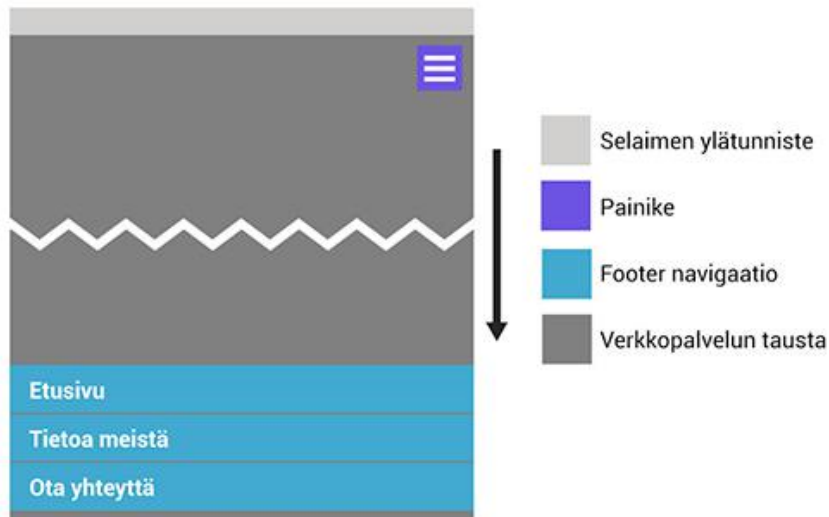 Selaimen ylätunniste
Painike
Footer navigaatio
Verkkopalvelun tausta
Etusivu
Tietoa meistä
Ota yhteyttä